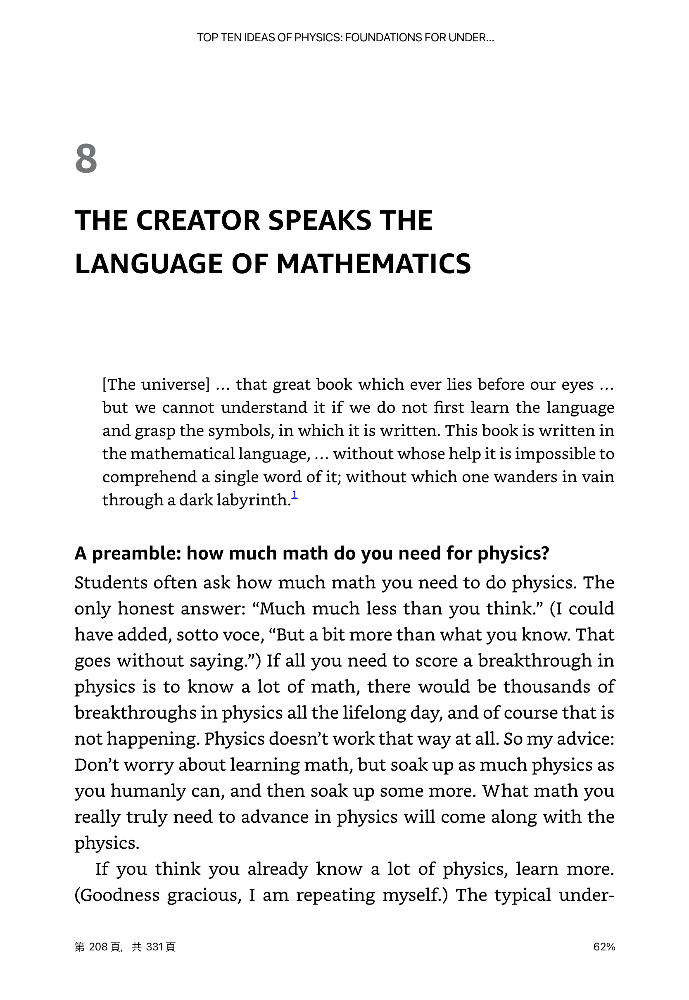 TOP TEN IDEAS OF PHYSICS: FOUNDATIONS FOR UNDER…
8
THE CREATOR SPEAKS THE
LANGUAGE OF MATHEMATICS
[The universe] … that great book which ever lies before our eyes …
but we cannot understand it if we do not first learn the language
and grasp the symbols, in which it is written. This book is written in
the mathematical language, … without whose help it is impossible to
comprehend a single word of it; without which one wanders in vain
through a dark labyrinth.1
A preamble: how much math do you need for physics?
Students often ask how much math you need to do physics. The
only honest answer: “Much much less than you think.” (I could
have added, sotto voce, “But a bit more than what you know. That
goes without saying.”) If all you need to score a breakthrough in
physics is to know a lot of math, there would be thousands of
breakthroughs in physics all the lifelong day, and of course that is
not happening. Physics doesn’t work that way at all. So my advice:
Don’t worry about learning math, but soak up as much physics as
you humanly can, and then soak up some more. What math you
really truly need to advance in physics will come along with the
physics.
If you think you already know a lot of physics, learn more.
(Goodness gracious, I am repeating myself.) The typical under-
第 208 頁，共 331 頁 62%